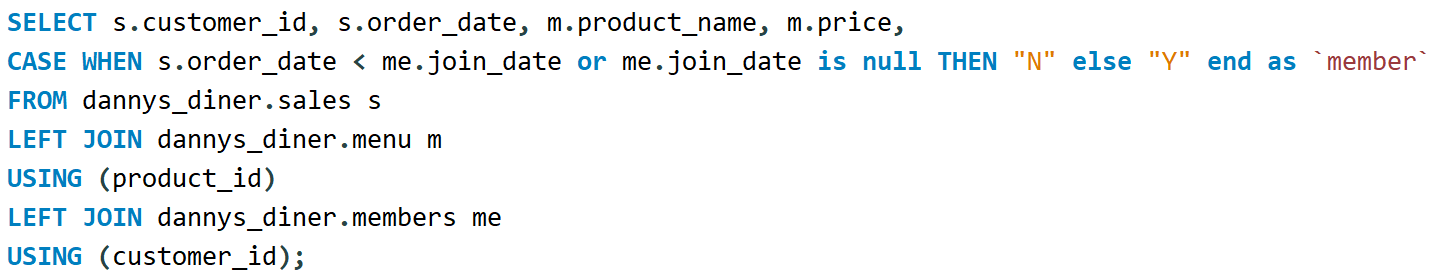 SELECT s.customer_id, s.order_date, m.product_name, m.price,
CASE WHEN s.order_date < me.join_date or me.join_date is null THEN "N" else "Y" end as `member`
FROM dannys_diner.sales s
LEFT JOIN dannys_diner.menu m
USING (product_id)
LEFT JOIN dannys_diner.members me
USING (customer_id);